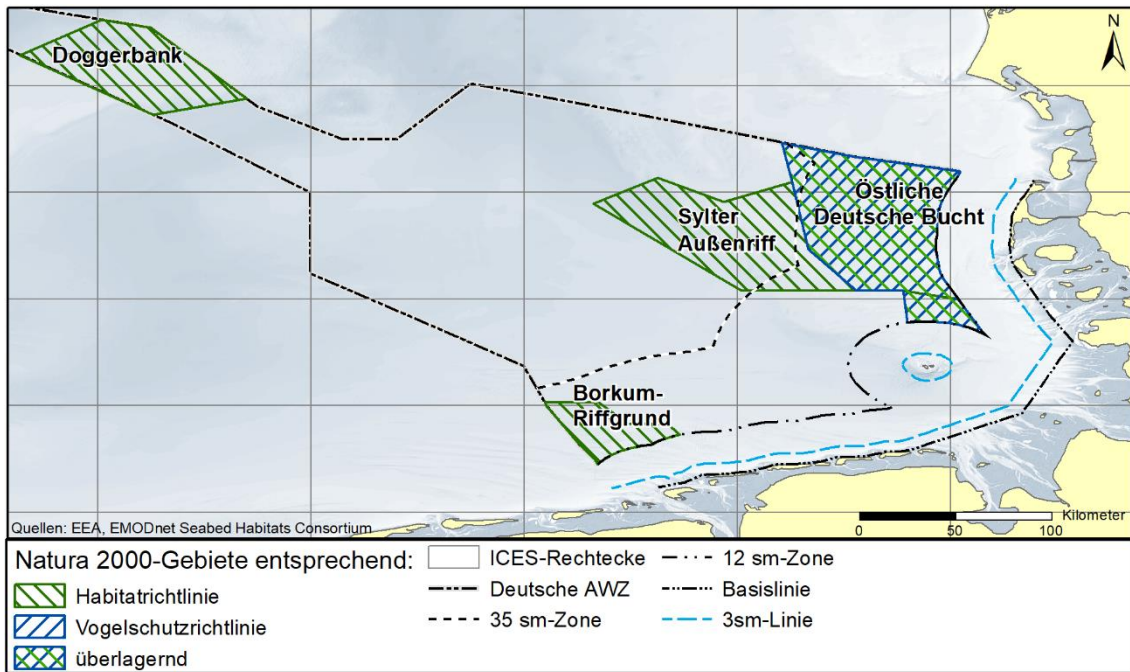 Doggerbank
N
Östliche
Deutsche Bucht
Sylter
Außenriff
Borkum-
Riffgrund
Quellen: EEA, EMODnet Seabed Habitats Consortium
Kilometer
0 50 100
Natura 2000-Gebiete entsprechend:
Habitatrichtlinie
Vogelschutzrichtlinie
überlagernd
ICES-Rechtecke
Deutsche AWZ
35 sm-Zone
12 sm-Zone
Basislinie
3sm-Linie